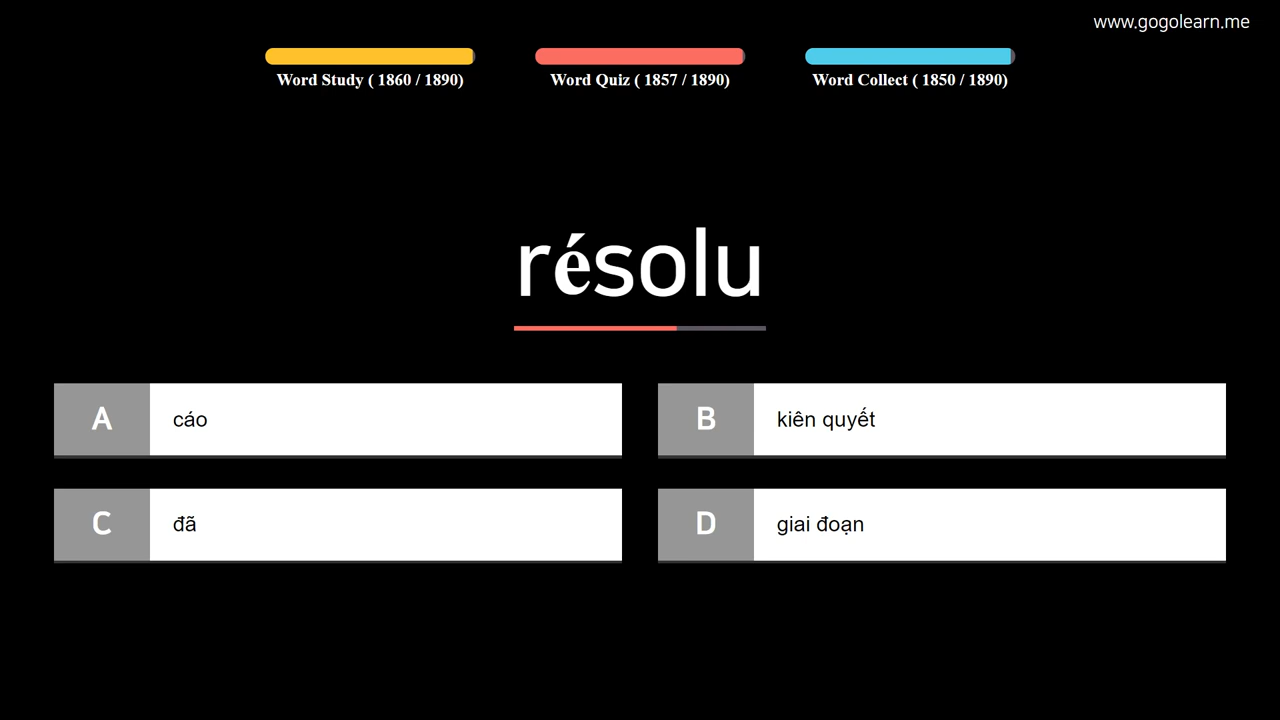 www.gogolearn.me
Word Study ( 1860 / 1890)
Word Quiz ( 1857 / 1890)
Word Collect ( 1850 / 1890)
résolu
A cáo
B kiên quyết
C đã
D giai đoạn